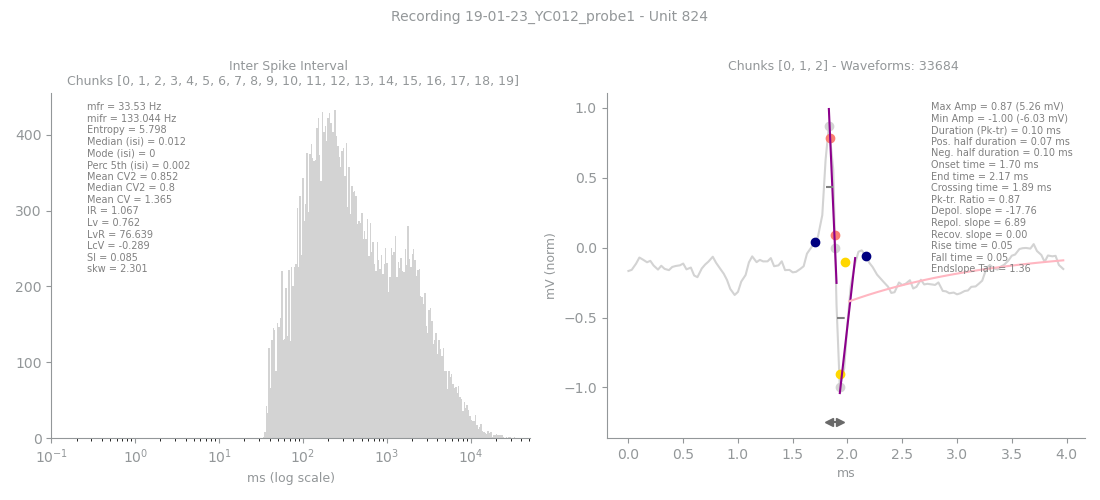 Recording 19-01-23_YC012_probe1 - Unit 824
Inter Spike Interval
Chunks [0, 1, 2, 3, 4, 5, 6, 7, 8, 9, 10, 11, 12, 13, 14, 15, 16, 17, 18, 19]
mfr = 33.53 Hz
mifr = 133.044 Hz
Entropy = 5.798
Median (isi) = 0.012
Mode (isi) = 0
Perc 5th (isi) = 0.002
Mean CV2 = 0.852
Median CV2 = 0.8
Mean CV = 1.365
IR = 1.067
Lv = 0.762
LvR = 76.639
LcV = -0.289
SI = 0.085
skw = 2.301
400
300
200
100
0
10⁻¹ 10⁰ 10¹ 10² 10³ 10⁴
ms (log scale)
Chunks [0, 1, 2] - Waveforms: 33684
Max Amp = 0.87 (5.26 mV)
Min Amp = -1.00 (-6.03 mV)
Duration (Pk-tr) = 0.10 ms
Pos. half duration = 0.07 ms
Neg. half duration = 0.10 ms
Onset time = 1.70 ms
End time = 2.17 ms
Crossing time = 1.89 ms
Pk-tr. Ratio = 0.87
Depol. slope = -17.76
Repol. slope = 6.89
Recov. slope = 0.00
Rise time = 0.05
Fall time = 0.05
Endslope Tau = 1.36
mV (norm)
1.0
0.5
0.0
−0.5
−1.0
0.0 0.5 1.0 1.5 2.0 2.5 3.0 3.5 4.0
ms